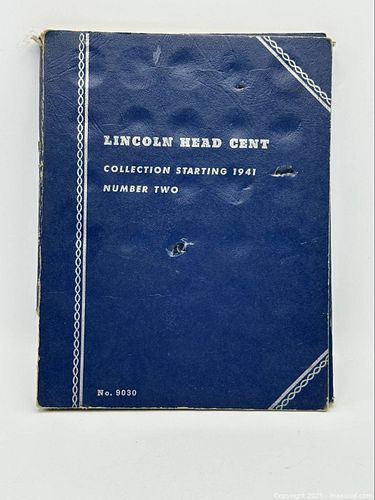 LINCOLN HEAD CENT
COLLECTION STARTING 1941
NUMBER TWO
No. 9030